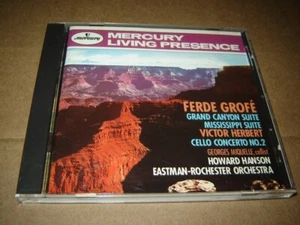 mercury
MERCURY
LIVING PRESENCE
FERDE GROFÉ
GRAND CANYON SUITE
MISSISSIPPI SUITE
VICTOR HERBERT
CELLO CONCERTO NO.2
GEORGES MIQUELLE, cellist
HOWARD HANSON
EASTMAN-ROCHESTER ORCHESTRA